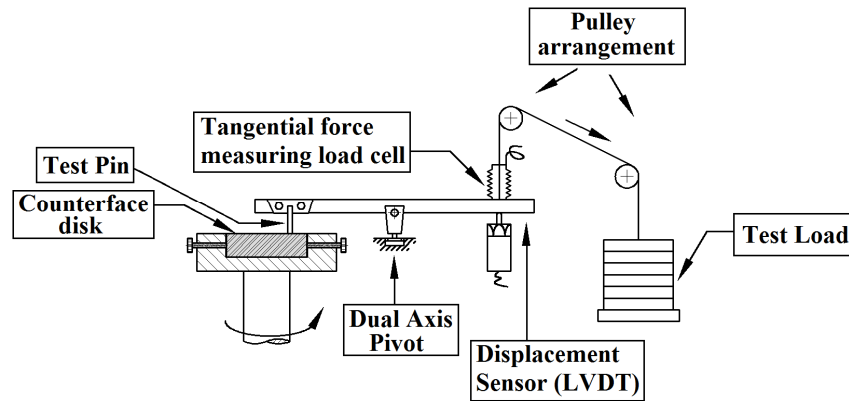 Pulley
arrangement
Tangential force
measuring load cell
Test Pin
Counterface
disk
Test Load
Dual Axis
Pivot
Displacement
Sensor (LVDT)